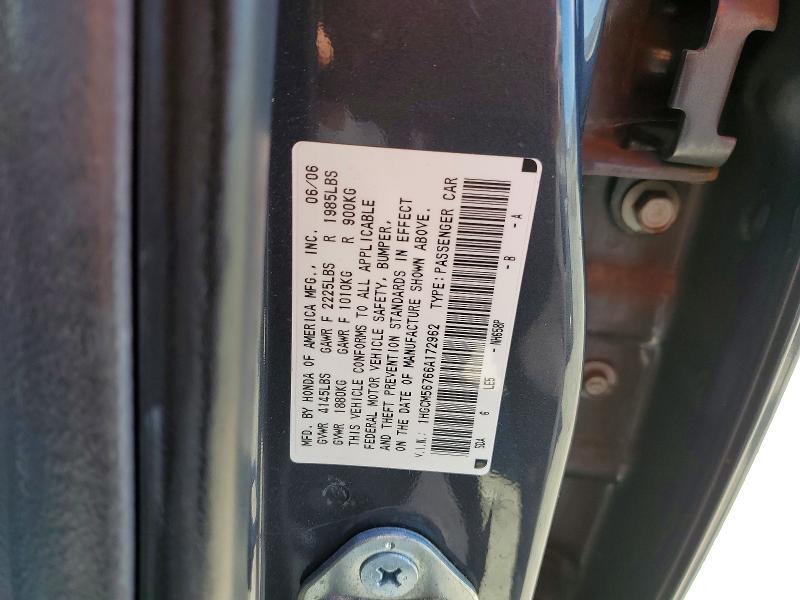 MFD. BY HONDA OF AMERICA MFG., INC. 06/06
GVWR 4145LBS GAWR F 2225LBS R 1985LBS
GVWR 1880KG GAWR F 1010KG R 900KG
THIS VEHICLE CONFORMS TO ALL APPLICABLE
FEDERAL MOTOR VEHICLE SAFETY, BUMPER,
AND THEFT PREVENTION STANDARDS IN EFFECT
ON THE DATE OF MANUFACTURE SHOWN ABOVE.
V.I.N.: 1HGCM56766A172962 TYPE: PASSENGER CAR
SDA 6 LE5 -NH658P -B -A